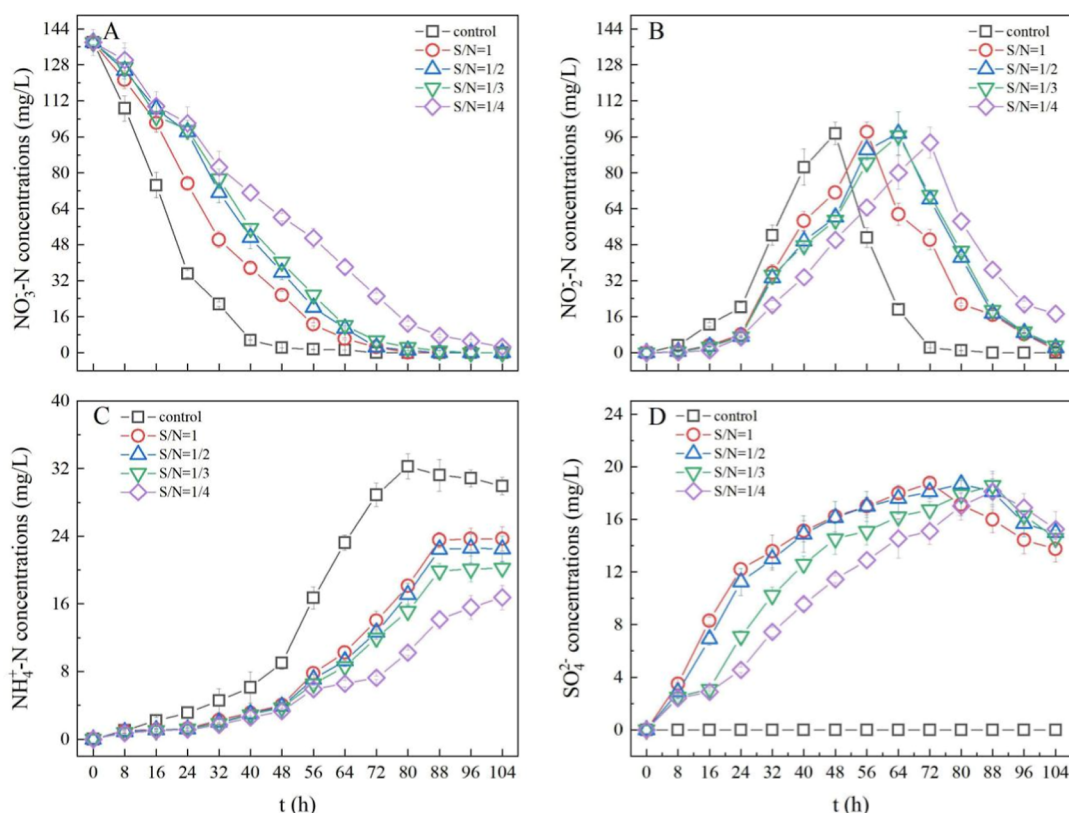 A
NO₃⁻-N concentrations (mg/L)
144
128
112
96
80
64
48
32
16
0
control
S/N=1
S/N=1/2
S/N=1/3
S/N=1/4
B
NO₂⁻-N concentrations (mg/L)
144
128
112
96
80
64
48
32
16
0
control
S/N=1
S/N=1/2
S/N=1/3
S/N=1/4
C
NH₄⁺-N concentrations (mg/L)
40
32
24
16
8
0
control
S/N=1
S/N=1/2
S/N=1/3
S/N=1/4
0 8 16 24 32 40 48 56 64 72 80 88 96 104
t (h)
D
SO₄²⁻ concentrations (mg/L)
24
20
16
12
8
4
0
control
S/N=1
S/N=1/2
S/N=1/3
S/N=1/4
0 8 16 24 32 40 48 56 64 72 80 88 96 104
t (h)